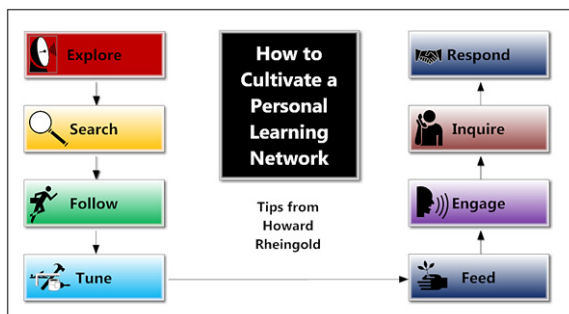 Explore
Search
Follow
Tune
How to
Cultivate a
Personal
Learning
Network
Tips from
Howard
Rheingold
Respond
Inquire
Engage
Feed